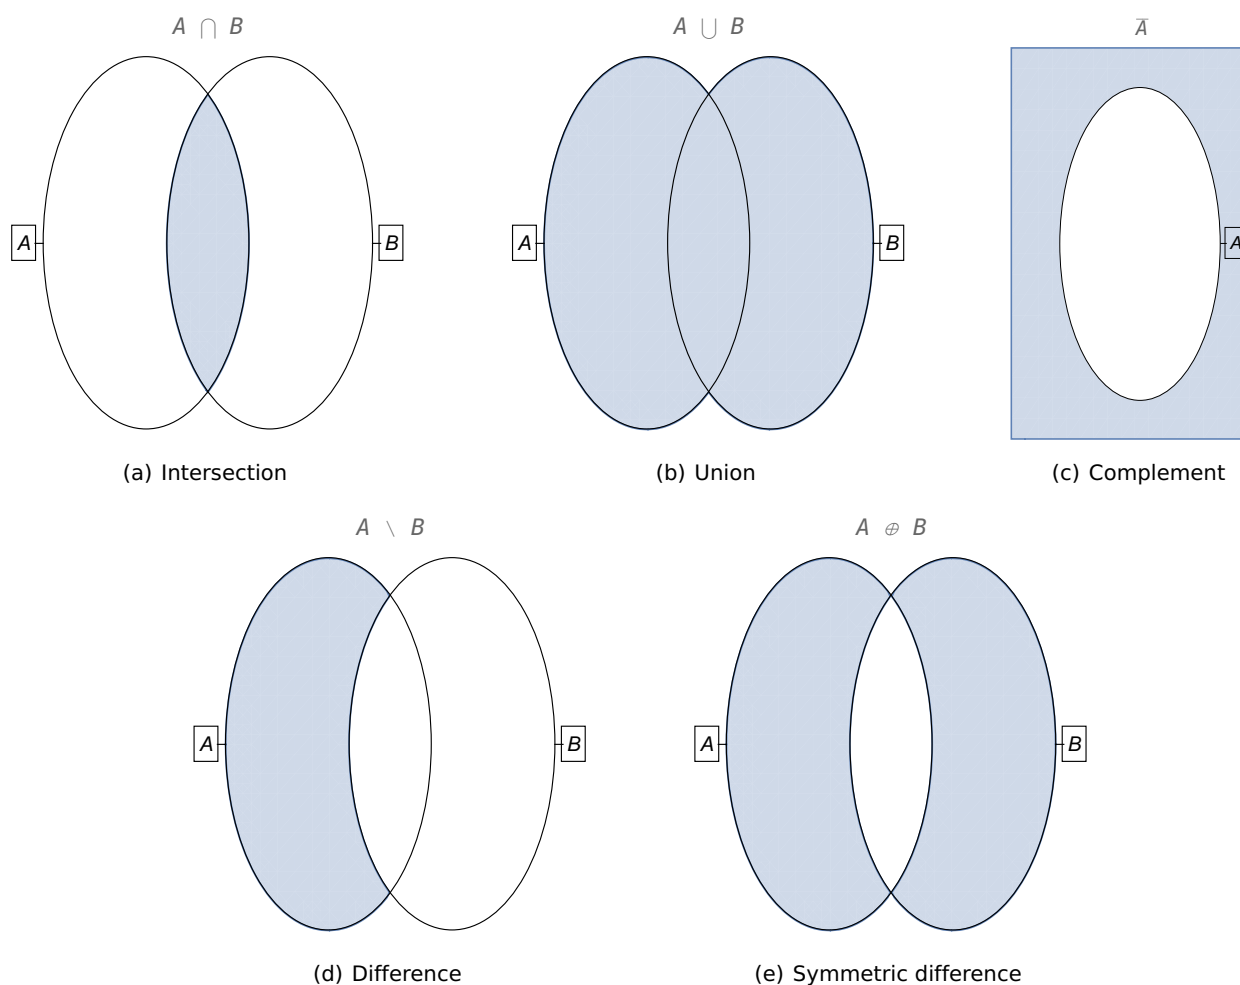 A ⋂ B
A ⋃ B
A̅
A
B
A
B
A
(a) Intersection
(b) Union
(c) Complement
A \ B
A ⊕ B
A
B
A
B
(d) Difference
(e) Symmetric difference